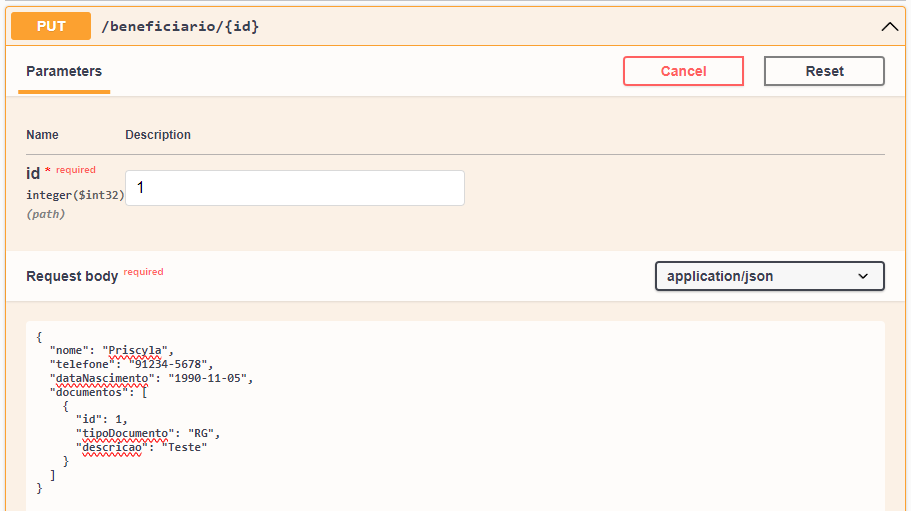 PUT /beneficiario/{id}
Parameters Cancel Reset
Name Description
id * required
integer($int32) 1
(path)
Request body required application/json
{
  "nome": "Priscyla",
  "telefone": "91234-5678",
  "dataNascimento": "1990-11-05",
  "documentos": [
    {
      "id": 1,
      "tipoDocumento": "RG",
      "descricao": "Teste"
    }
  ]
}